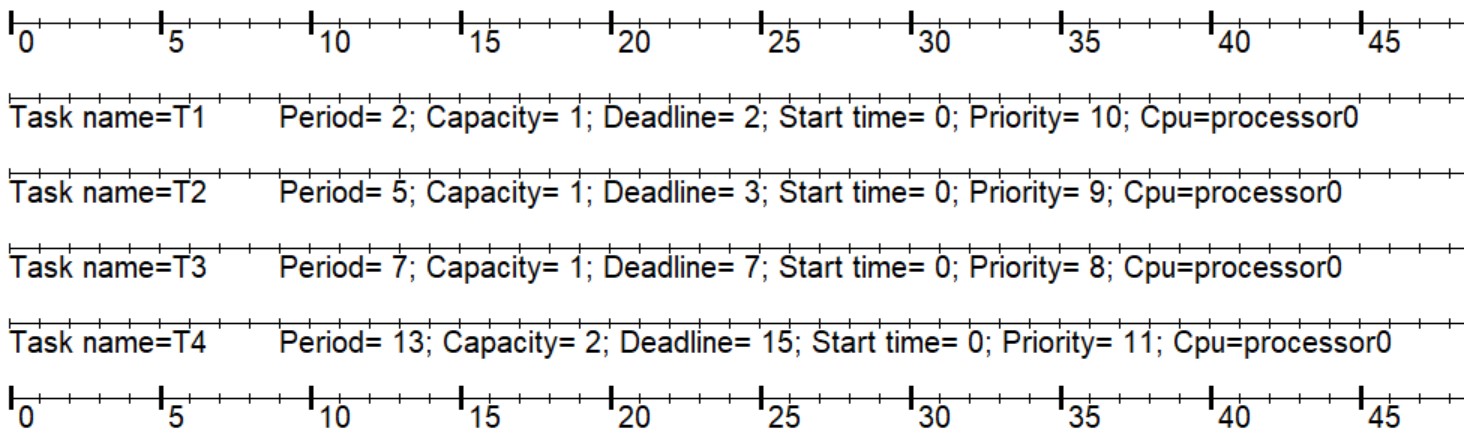 0 5 10 15 20 25 30 35 40 45
Task name=T1 Period= 2; Capacity= 1; Deadline= 2; Start time= 0; Priority= 10; Cpu=processor0
Task name=T2 Period= 5; Capacity= 1; Deadline= 3; Start time= 0; Priority= 9; Cpu=processor0
Task name=T3 Period= 7; Capacity= 1; Deadline= 7; Start time= 0; Priority= 8; Cpu=processor0
Task name=T4 Period= 13; Capacity= 2; Deadline= 15; Start time= 0; Priority= 11; Cpu=processor0
0 5 10 15 20 25 30 35 40 45